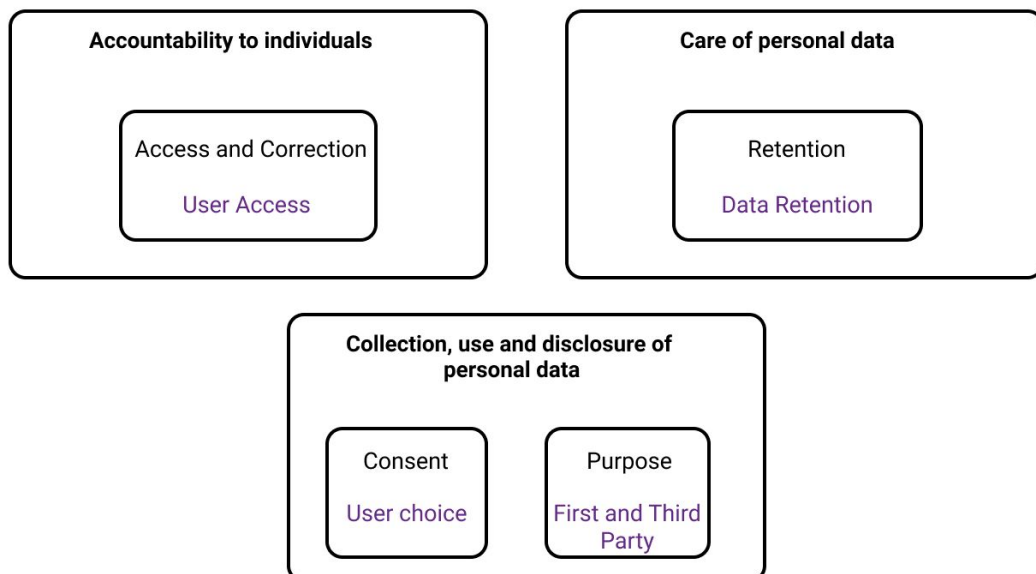 Accountability to individuals
Access and Correction
User Access
Care of personal data
Retention
Data Retention
Collection, use and disclosure of
personal data
Consent
User choice
Purpose
First and Third
Party